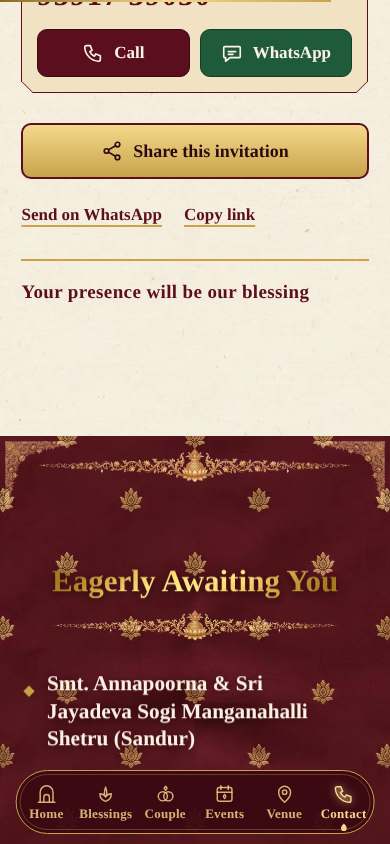 Call
WhatsApp
Share this invitation
Send on WhatsApp Copy link
Your presence will be our blessing
Eagerly Awaiting You
Smt. Annapoorna & Sri
Jayadeva Sogi Manganahalli
Shetru (Sandur)
Home Blessings Couple Events Venue Contact